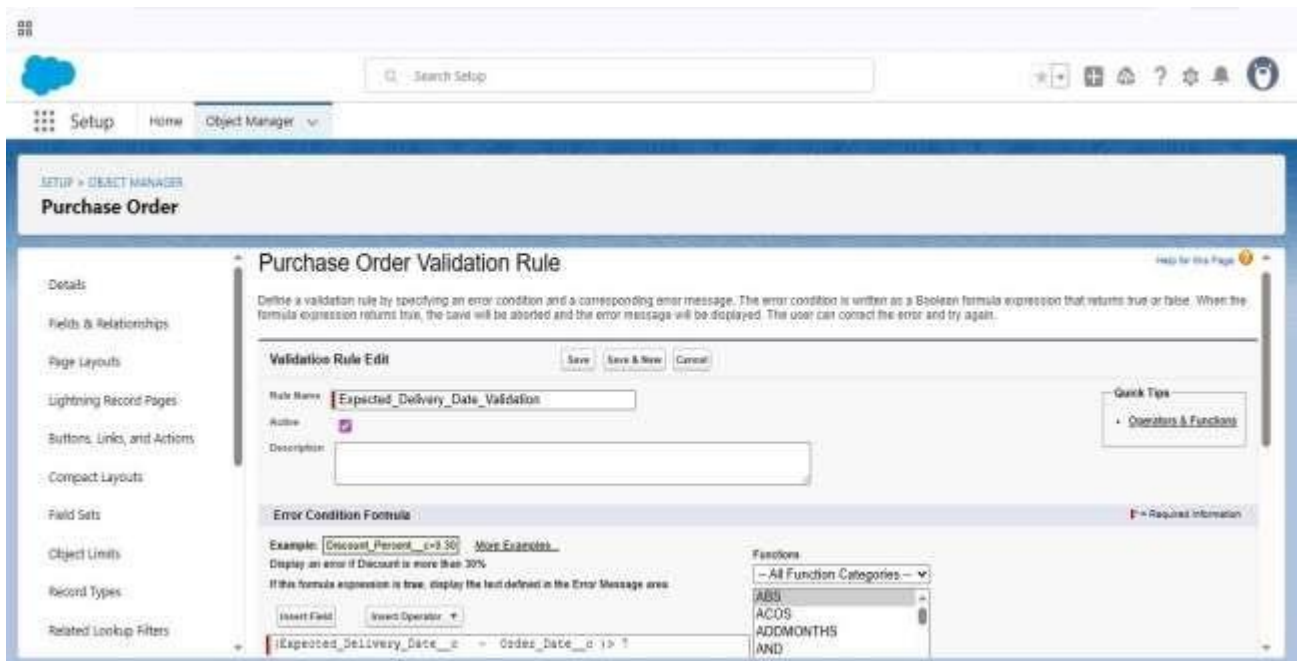 Search Setup
Setup Home Object Manager
SETUP > OBJECT MANAGER
Purchase Order
Details
Fields & Relationships
Page Layouts
Lightning Record Pages
Buttons, Links, and Actions
Compact Layouts
Field Sets
Object Limits
Record Types
Related Lookup Filters
Purchase Order Validation Rule
Help for this Page
Define a validation rule by specifying an error condition and a corresponding error message. The error condition is written as a Boolean formula expression that returns true or false. When the
formula expression returns true, the save will be aborted and the error message will be displayed. The user can correct the error and try again.
Validation Rule Edit Save Save & New Cancel
Rule Name Expected_Delivery_Date_Validation
Active
Description
Quick Tips
• Operators & Functions
Error Condition Formula = Required Information
Example: Discount_Percent__c>0.30 More Examples...
Display an error if Discount is more than 30%
If this formula expression is true, display the text defined in the Error Message area
Insert Field Insert Operator
(Expected_Delivery_Date__c - Order_Date__c )> 7
Functions
-- All Function Categories --
ABS
ACOS
ADDMONTHS
AND